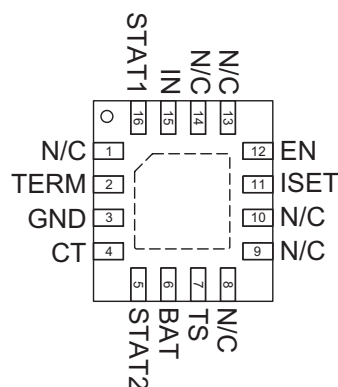 STAT1
IN
N/C
N/C
16
15
14
13
N/C 1
12 EN
TERM 2
11 ISET
GND 3
10 N/C
CT 4
9 N/C
5
6
7
8
STAT2
BAT
TS
N/C